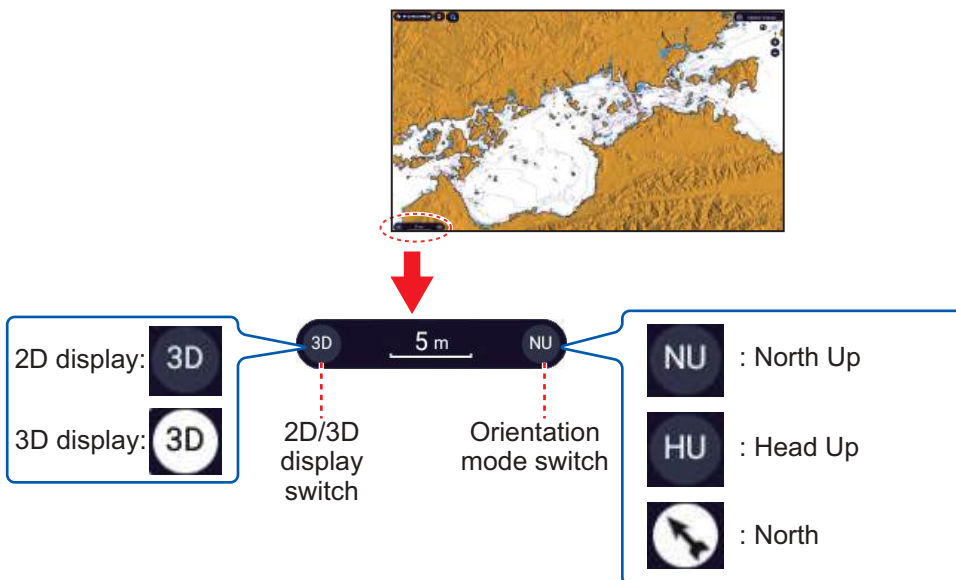 2D display: 3D
3D display: 3D
3D 5 m NU
2D/3D
display
switch
Orientation
mode switch
NU : North Up
HU : Head Up
: North